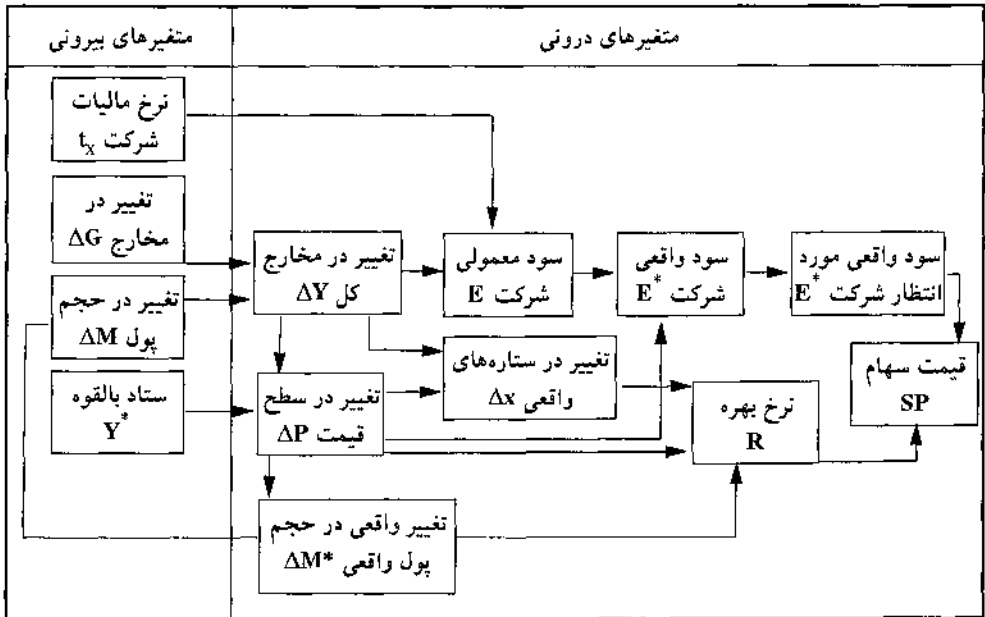 متغیرهای درونی
متغیرهای بیرونی
نرخ مالیات
شرکت tx
تغییر در
مخارج ΔG
تغییر در حجم
پول ΔM
ستاد بالقوه
Y*
تغییر در مخارج
کل ΔY
سود معمولی
شرکت E
سود واقعی
شرکت E*
سود واقعی مورد
انتظار شرکت E*
تغییر در سطح
قیمت ΔP
تغییر در ستاره‌های
واقعی Δx
نرخ بهره
R
قیمت سهام
SP
تغییر واقعی در حجم
پول واقعی ΔM*